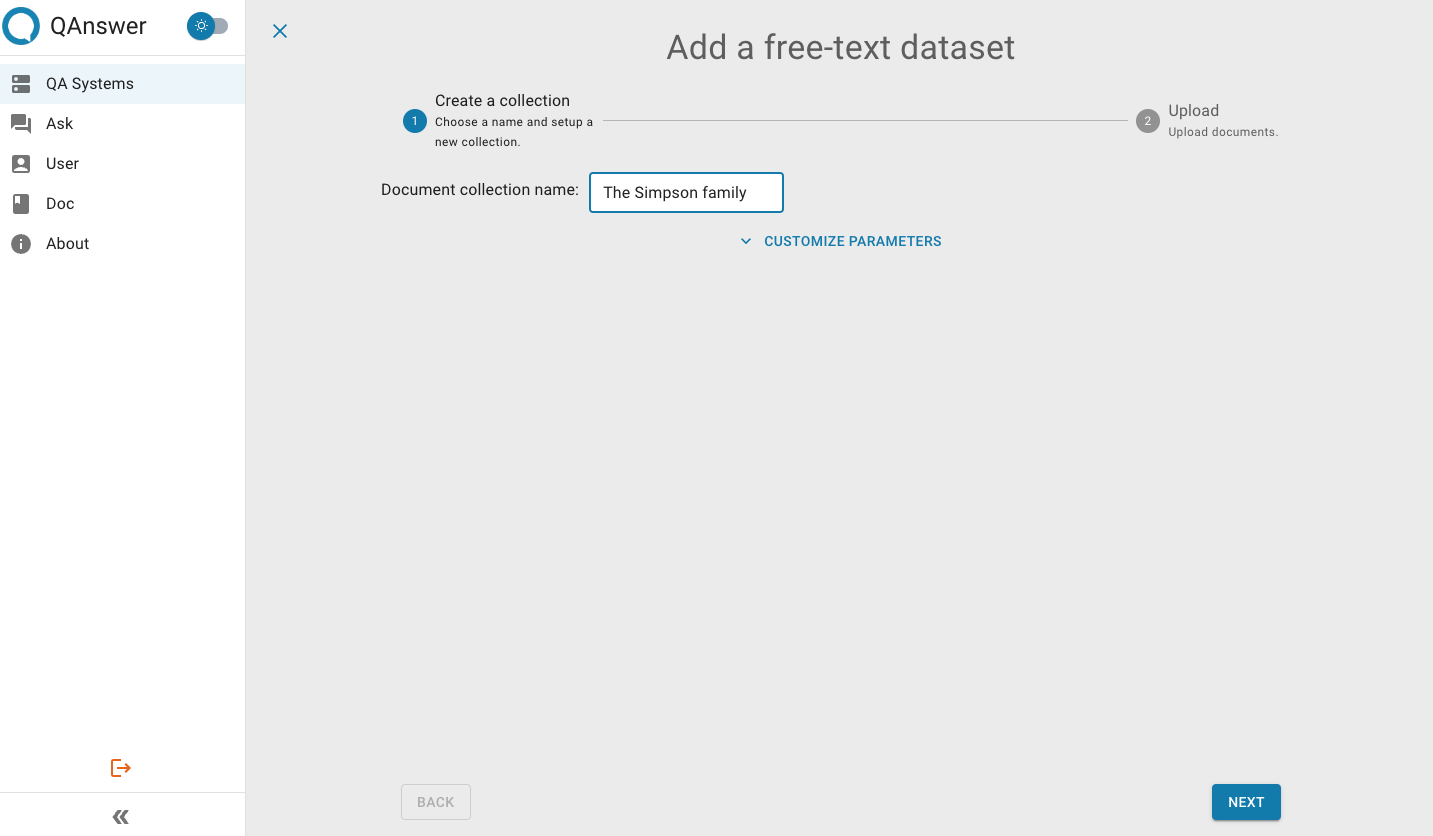 QAnswer
QA Systems
Ask
User
Doc
About
Add a free-text dataset
1
Create a collection
Choose a name and setup a
new collection.
2
Upload
Upload documents.
Document collection name:
The Simpson family
CUSTOMIZE PARAMETERS
BACK
NEXT